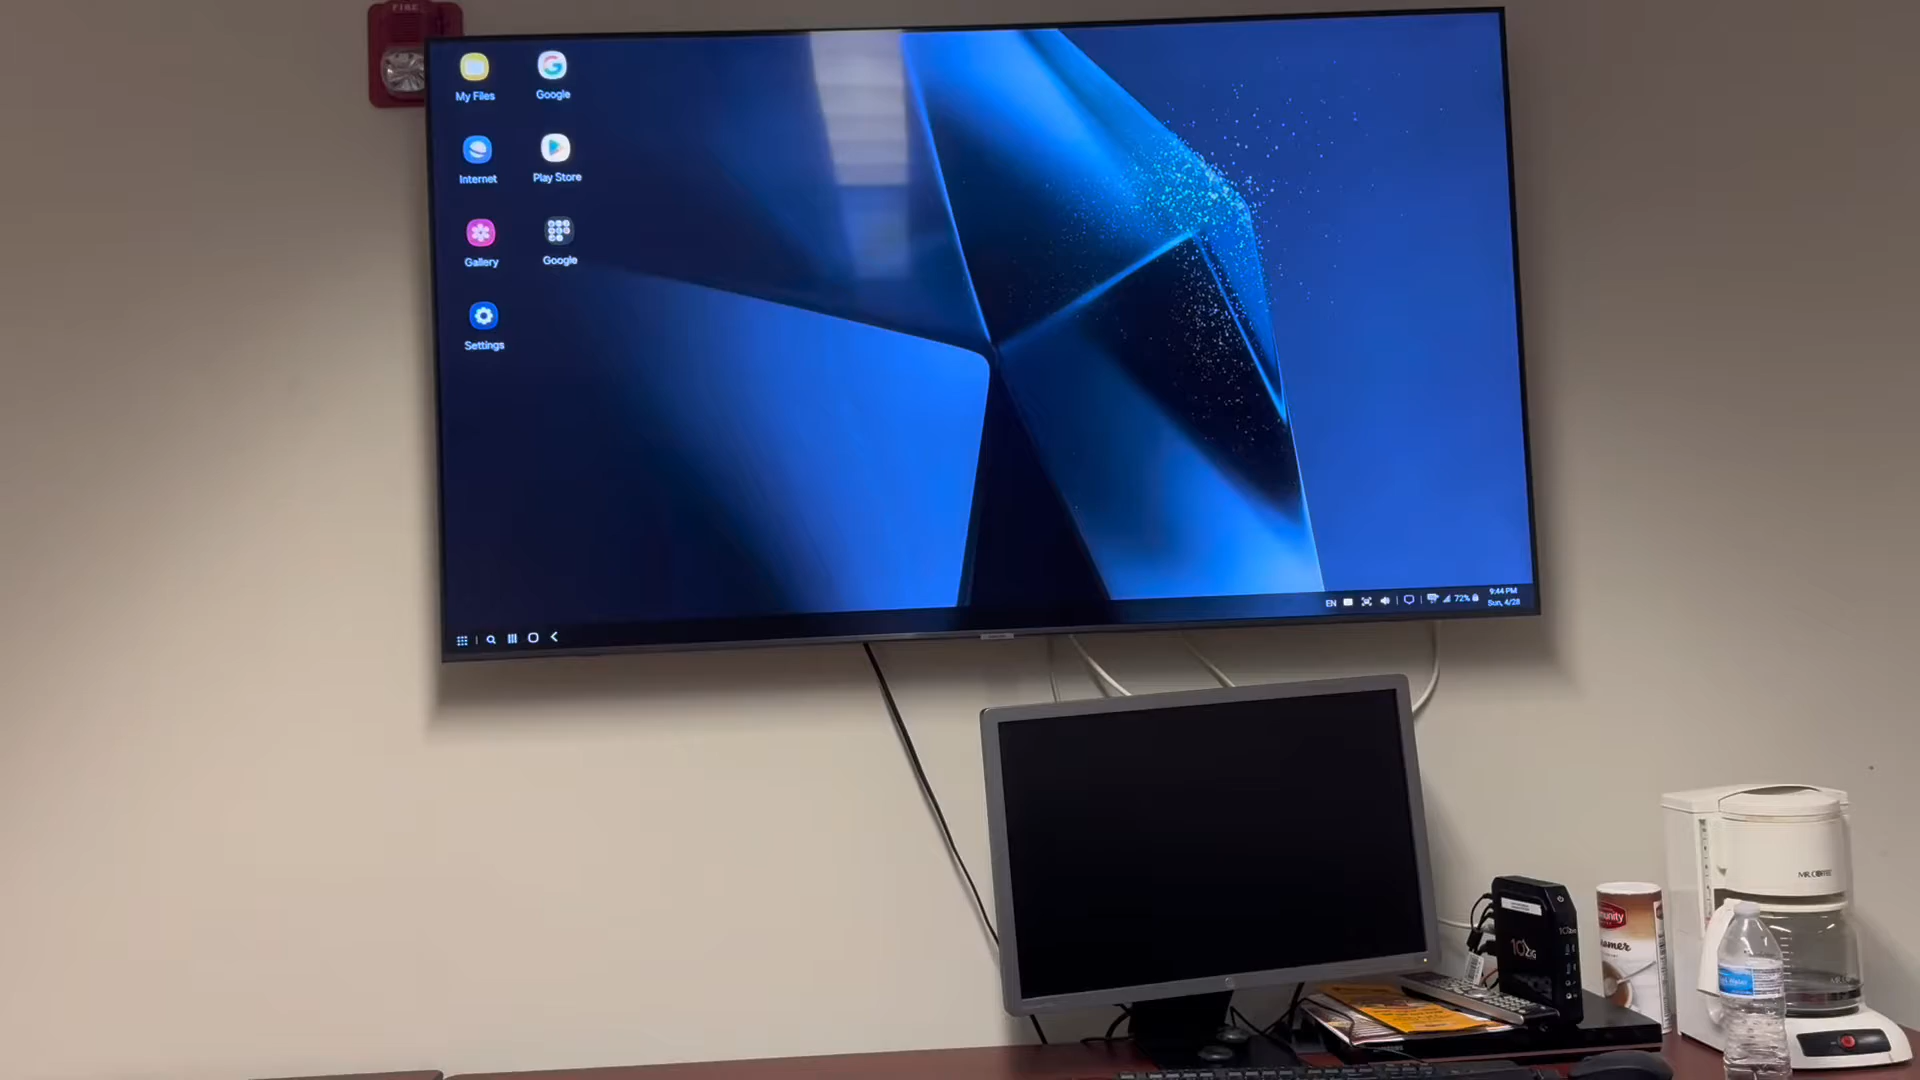 FIRE
My Files
Google
Internet
Play Store
Gallery
Google
Settings
EN
72%
9:44 PM
Sun, 4/28
MR. COFFEE
10ZiG